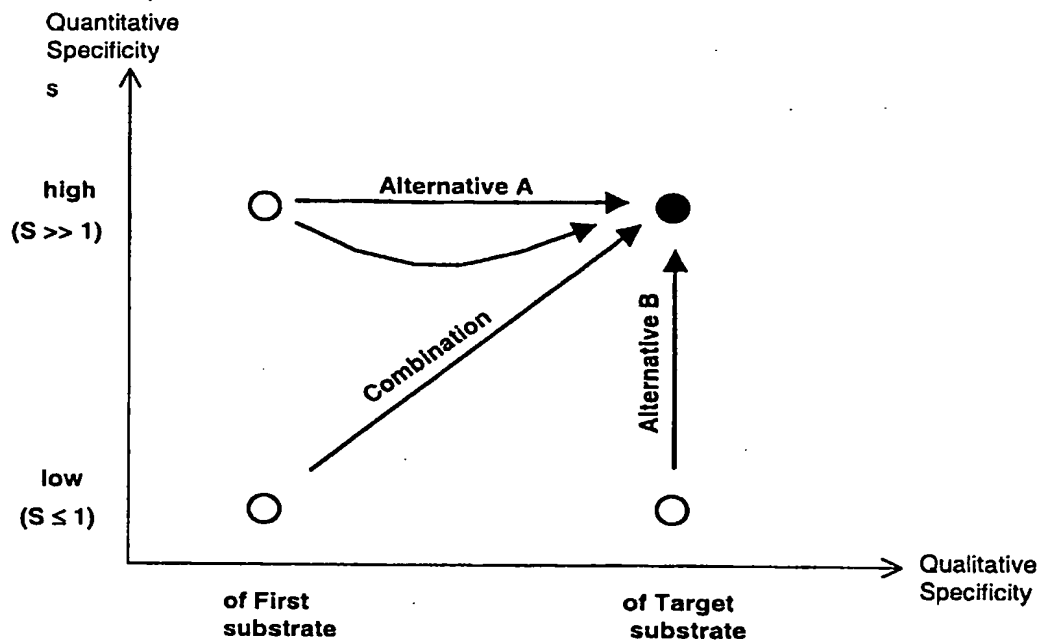 Quantitative
Specificity
s
high
(S >> 1)
Alternative A
Combination
Alternative B
low
(S ≤ 1)
Qualitative
Specificity
of First
substrate
of Target
substrate